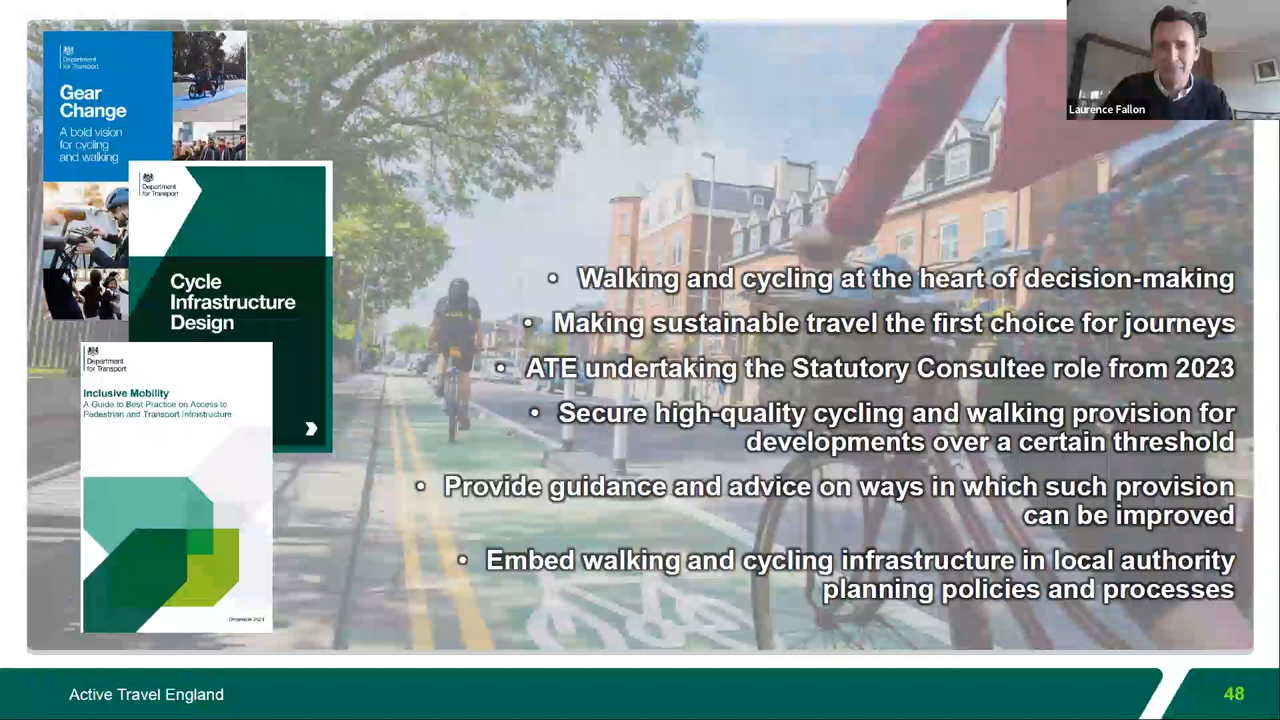 Department
for Transport
Gear
Change
A bold vision
for cycling
and walking
Department
for Transport
Cycle
Infrastructure
Design
Department
for Transport
Inclusive Mobility
A Guide to Best Practice on Access to
Pedestrian and Transport Infrastructure
December 2021
Laurence Fallon
• Walking and cycling at the heart of decision-making
• Making sustainable travel the first choice for journeys
• ATE undertaking the Statutory Consultee role from 2023
• Secure high-quality cycling and walking provision for
developments over a certain threshold
• Provide guidance and advice on ways in which such provision
can be improved
• Embed walking and cycling infrastructure in local authority
planning policies and processes
Active Travel England
48